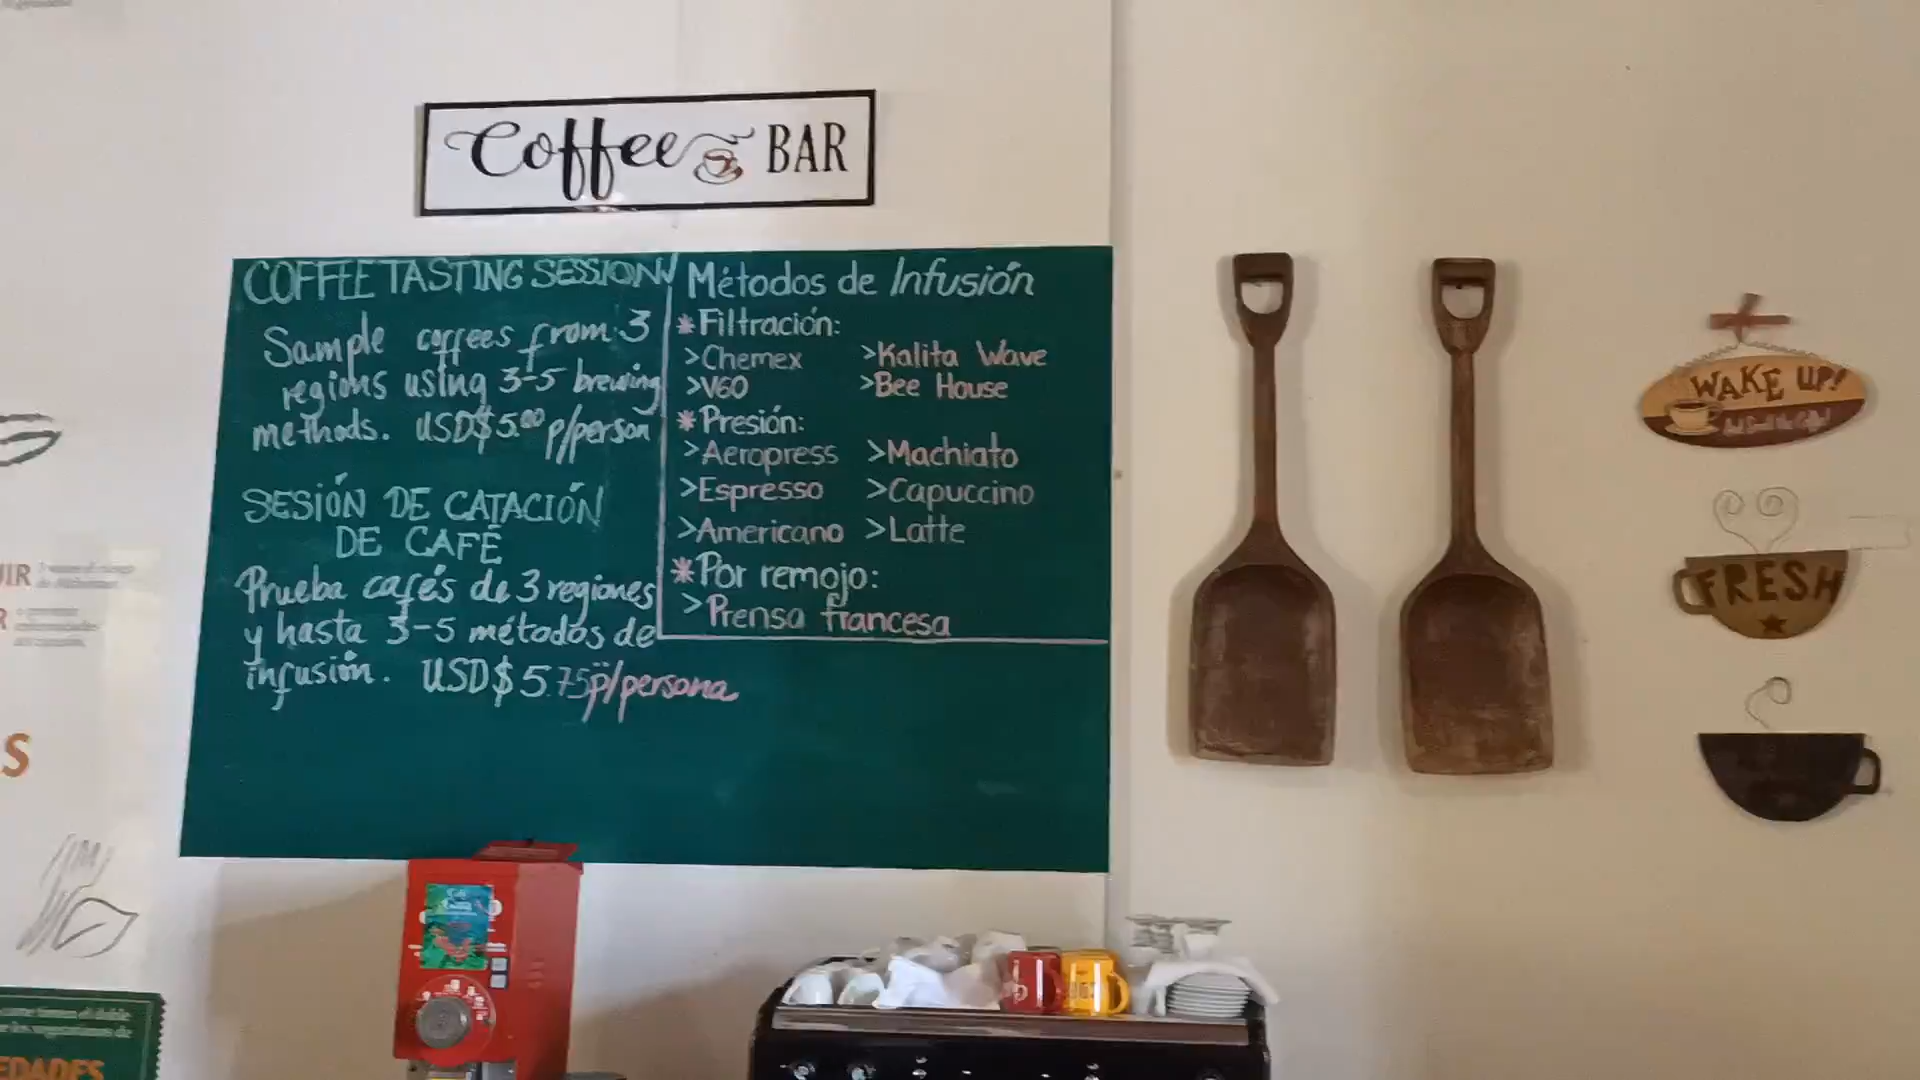 Coffee BAR
COFFEE TASTING SESSION
Sample coffees from 3
regions using 3-5 brewing
methods. USD$5.00 p/person
SESIÓN DE CATACIÓN
DE CAFÉ
Prueba cafés de 3 regiones
y hasta 3-5 métodos de
infusión. USD$5.75 p/persona
Métodos de Infusión
*Filtración:
>Chemex >Kalita Wave
>V60 >Bee House
*Presión:
>Aeropress >Machiato
>Espresso >Capuccino
>Americano >Latte
*Por remojo:
>Prensa francesa
WAKE UP!
FRESH
EDADES